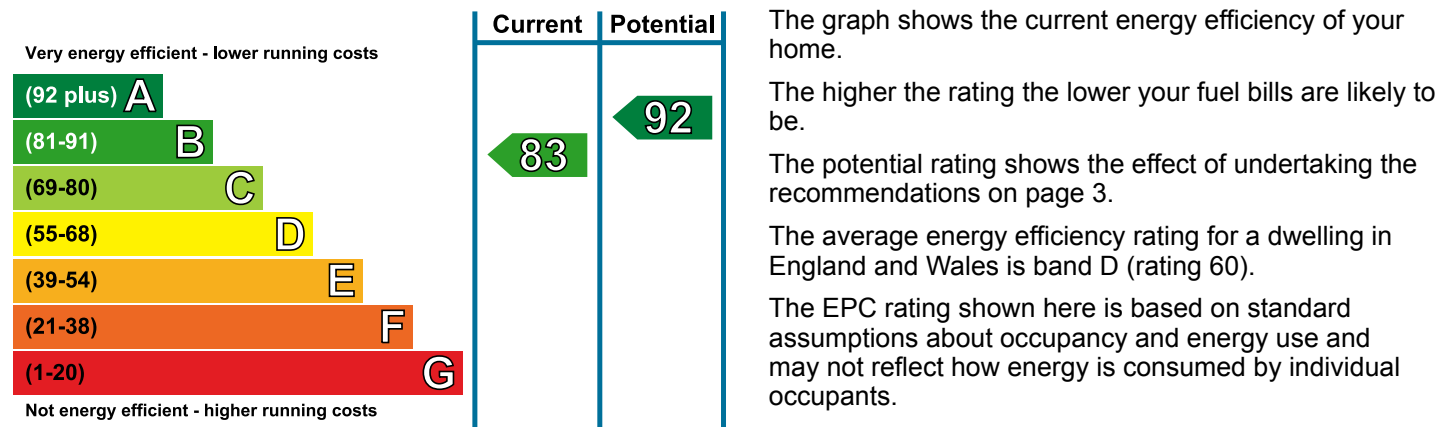 Current Potential
Very energy efficient - lower running costs
(92 plus) A
(81-91) B
(69-80) C
(55-68) D
(39-54) E
(21-38) F
(1-20) G
Not energy efficient - higher running costs
83
92
The graph shows the current energy efficiency of your
home.
The higher the rating the lower your fuel bills are likely to
be.
The potential rating shows the effect of undertaking the
recommendations on page 3.
The average energy efficiency rating for a dwelling in
England and Wales is band D (rating 60).
The EPC rating shown here is based on standard
assumptions about occupancy and energy use and
may not reflect how energy is consumed by individual
occupants.